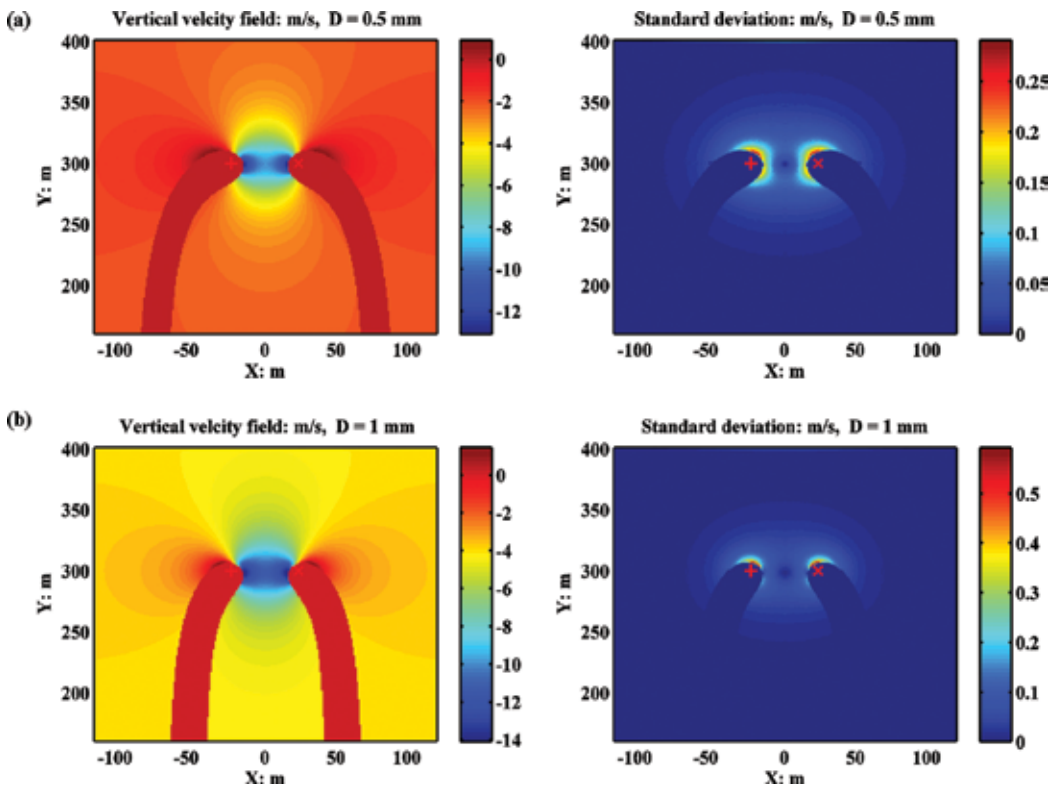 (a)
Vertical velcity field: m/s, D = 0.5 mm
400
350
300
250
200
Y: m
-100 -50 0 50 100
X: m
0
-2
-4
-6
-8
-10
-12
Standard deviation: m/s, D = 0.5 mm
400
350
300
250
200
Y: m
-100 -50 0 50 100
X: m
0.25
0.2
0.15
0.1
0.05
0
(b)
Vertical velcity field: m/s, D = 1 mm
400
350
300
250
200
Y: m
-100 -50 0 50 100
X: m
0
-2
-4
-6
-8
-10
-12
-14
Standard deviation: m/s, D = 1 mm
400
350
300
250
200
Y: m
-100 -50 0 50 100
X: m
0.5
0.4
0.3
0.2
0.1
0